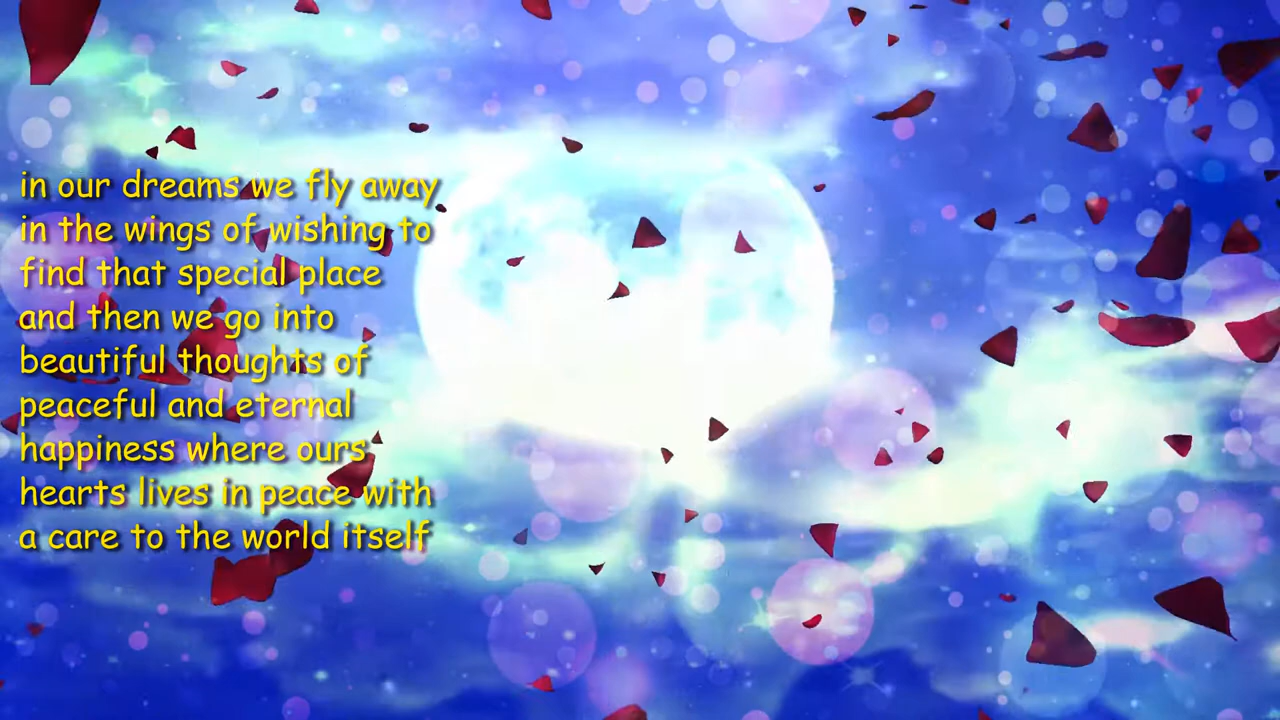 in our dreams we fly away
in the wings of wishing to
find that special place
and then we go into
beautiful thoughts of
peaceful and eternal
happiness where ours
hearts lives in peace with
a care to the world itself